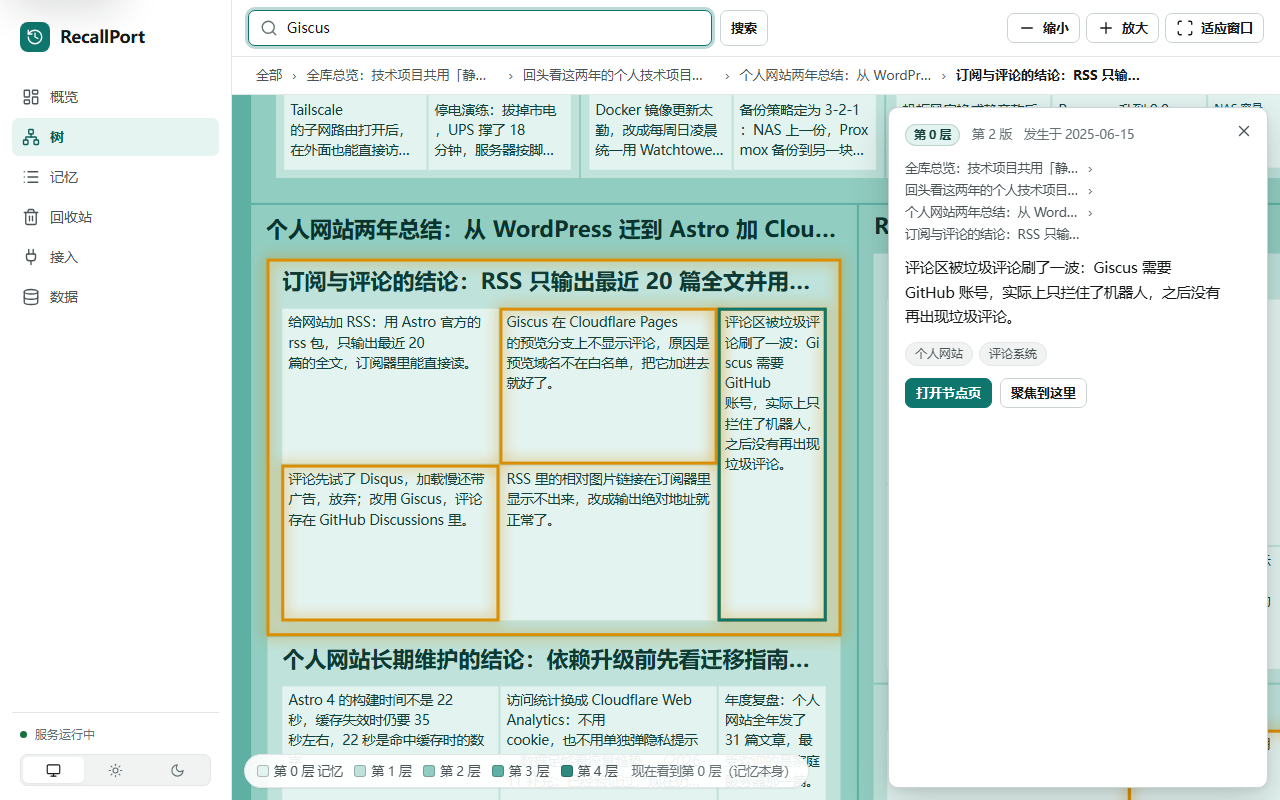 RecallPort
概览
树
记忆
回收站
接入
数据
服务运行中
Giscus
搜索
缩小
放大
适应窗口
全部 › 全库总览：技术项目共用「静... › 回头看这两年的个人技术项目... › 个人网站两年总结：从 WordPr... › 订阅与评论的结论：RSS 只输...
Tailscale
的子网路由打开后，
在外面也能直接访...
停电演练：拔掉市电
，UPS 撑了 18
分钟，服务器按脚...
Docker 镜像更新太
勤，改成每周日凌晨
统一用 Watchtowe...
备份策略定为 3-2-1
：NAS 上一份，Prox
mox 备份到另一块...
个人网站两年总结：从 WordPress 迁到 Astro 加 Clou...
R
订阅与评论的结论：RSS 只输出最近 20 篇全文并用...
给网站加 RSS：用 Astro 官方的
rss 包，只输出最近 20
篇的全文，订阅器里能直接读。
Giscus 在 Cloudflare Pages
的预览分支上不显示评论，原因是
预览域名不在白名单，把它加进去
就好了。
评论区被垃圾评
论刷了一波：Gi
scus 需要
GitHub
账号，实际上只
拦住了机器人，
之后没有再出现
垃圾评论。
评论先试了 Disqus，加载慢还带
广告，放弃；改用 Giscus，评论
存在 GitHub Discussions 里。
RSS 里的相对图片链接在订阅器里
显示不出来，改成输出绝对地址就
正常了。
个人网站长期维护的结论：依赖升级前先看迁移指南...
Astro 4 的构建时间不是 22
秒，缓存失效时仍要 35
秒左右，22 秒是命中缓存时的数
访问统计换成 Cloudflare Web
Analytics：不用
cookie，也不用单独弹隐私提示
年度复盘：个人
网站全年发了
31 篇文章，最
第 0 层记忆
第 1 层
第 2 层
第 3 层
第 4 层
现在看到第 0 层（记忆本身）
第 0 层 第 2 版 发生于 2025-06-15
全库总览：技术项目共用「静... ›
回头看这两年的个人技术项目... ›
个人网站两年总结：从 Word... ›
订阅与评论的结论：RSS 只输...
评论区被垃圾评论刷了一波：Giscus 需要
GitHub 账号，实际上只拦住了机器人，之后没有
再出现垃圾评论。
个人网站
评论系统
打开节点页
聚焦到这里